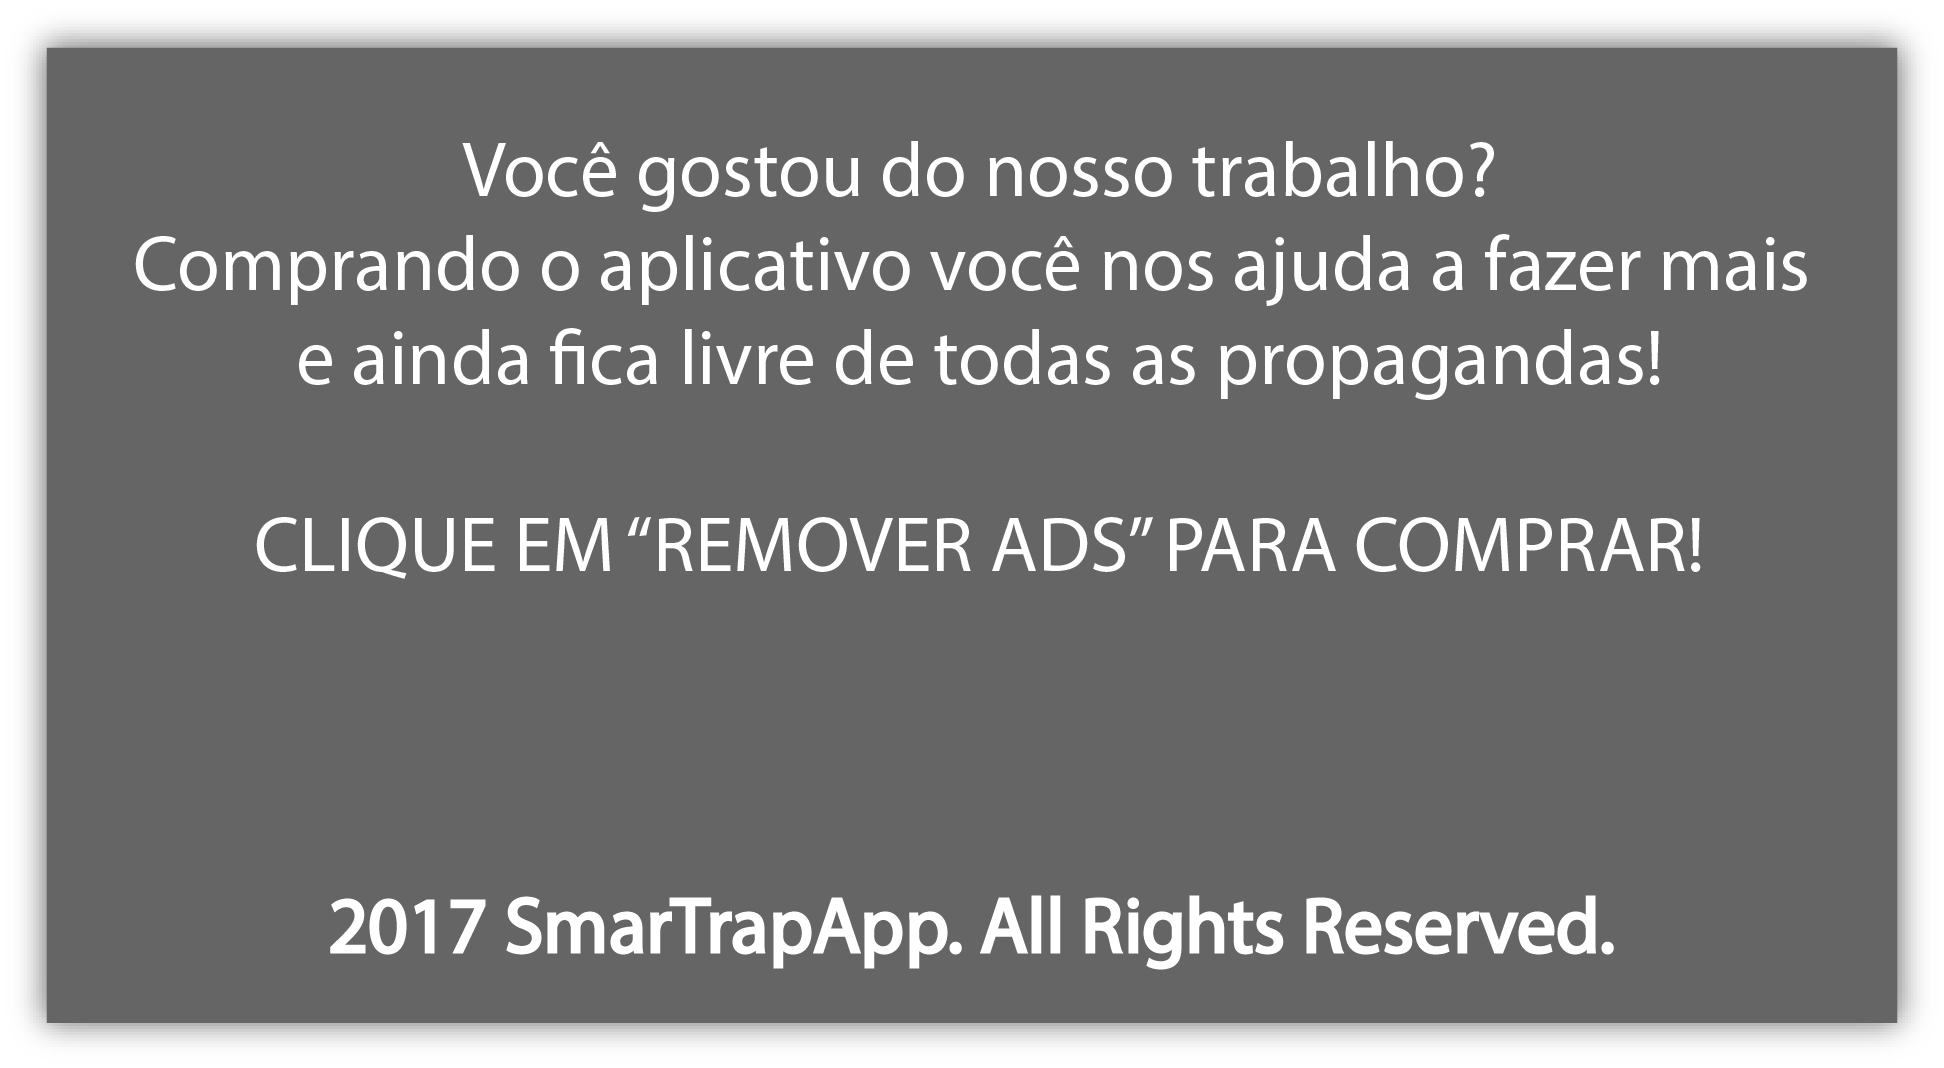 Você gostou do nosso trabalho?
Comprando o aplicativo você nos ajuda a fazer mais
e ainda fica livre de todas as propagandas!
CLIQUE EM “REMOVER ADS” PARA COMPRAR!
2017 SmarTrapApp. All Rights Reserved.